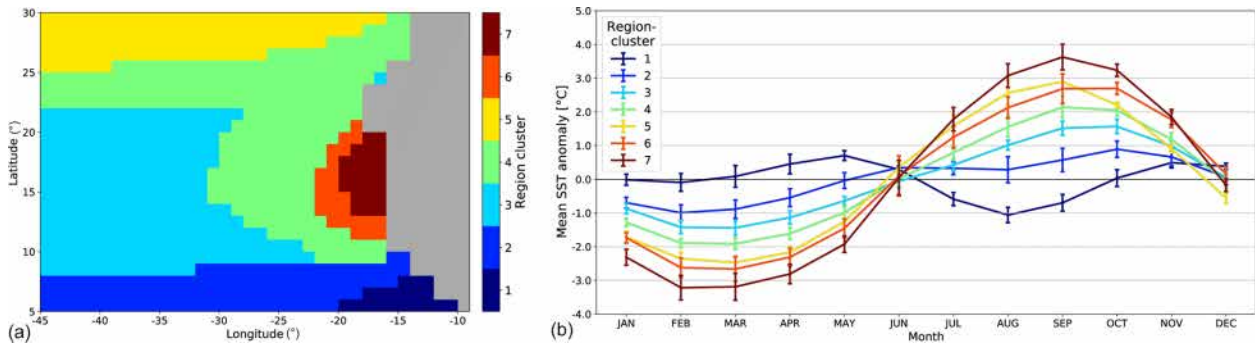 30
25
20
15
10
5
Latitude (°)
-45
-40
-35
-30
-25
-20
-15
-10
Longitude (°)
(a)
7
6
5
4
3
2
1
Region cluster
5.0
4.0
3.0
2.0
1.0
0.0
-1.0
-2.0
-3.0
-4.0
Mean SST anomaly [°C]
Region-
cluster
1
2
3
4
5
6
7
JAN
FEB
MAR
APR
MAY
JUN
JUL
AUG
SEP
OCT
NOV
DEC
Month
(b)